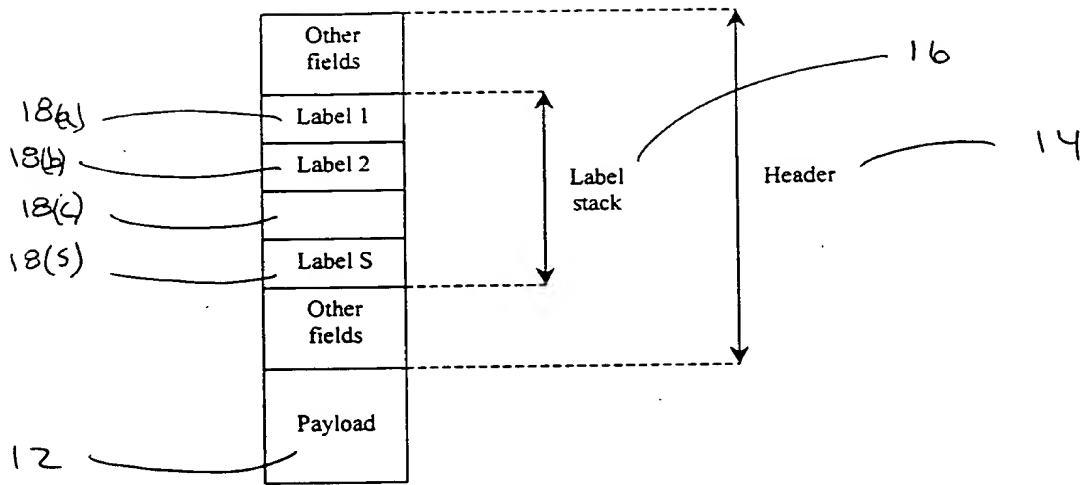 Other
fields
16
18(a)
Label 1
18(b)
Label 2
14
Label
stack
Header
18(c)
18(s)
Label S
Other
fields
Payload
12